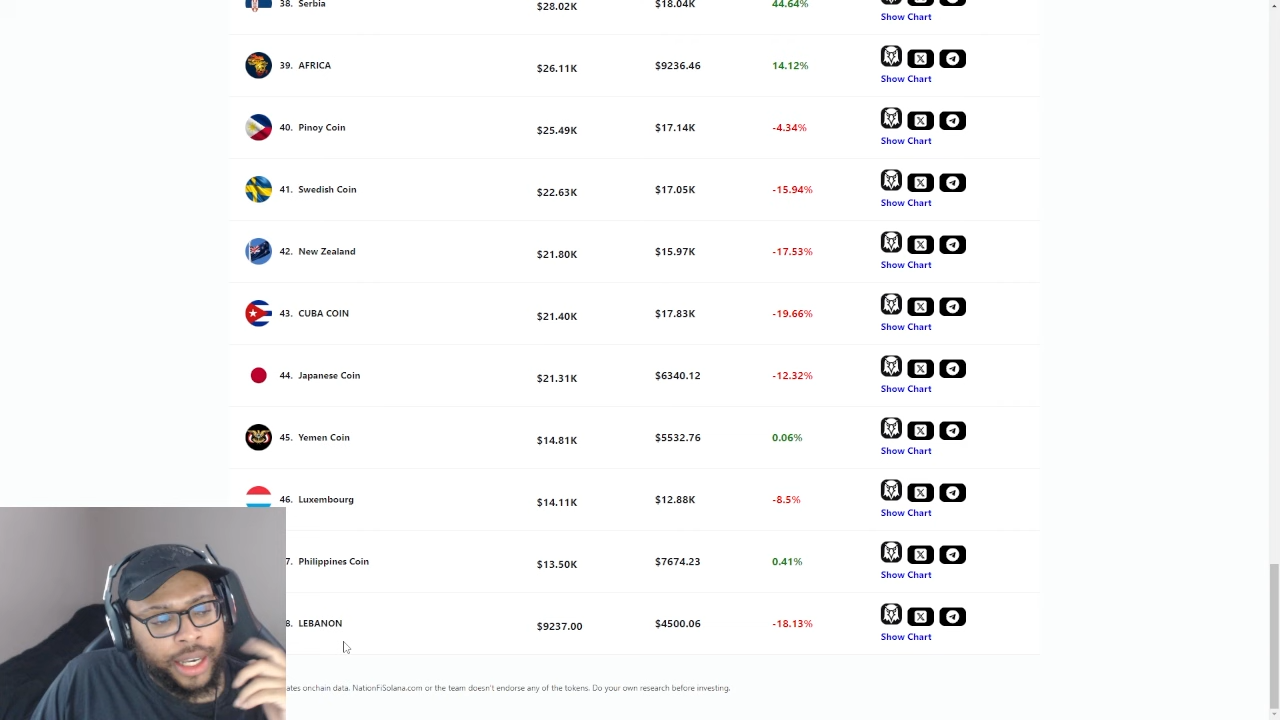 38. Serbia $28.02K $18.04K 44.64%
Show Chart
39. AFRICA $26.11K $9236.46 14.12%
Show Chart
40. Pinoy Coin $25.49K $17.14K -4.34%
Show Chart
41. Swedish Coin $22.63K $17.05K -15.94%
Show Chart
42. New Zealand $21.80K $15.97K -17.53%
Show Chart
43. CUBA COIN $21.40K $17.83K -19.66%
Show Chart
44. Japanese Coin $21.31K $6340.12 -12.32%
Show Chart
45. Yemen Coin $14.81K $5532.76 0.06%
Show Chart
46. Luxembourg $14.11K $12.88K -8.5%
Show Chart
7. Philippines Coin $13.50K $7674.23 0.41%
Show Chart
8. LEBANON $9237.00 $4500.06 -18.13%
Show Chart
onchain data. NationFiSolana.com or the team doesn't endorse any of the tokens. Do your own research before investing.